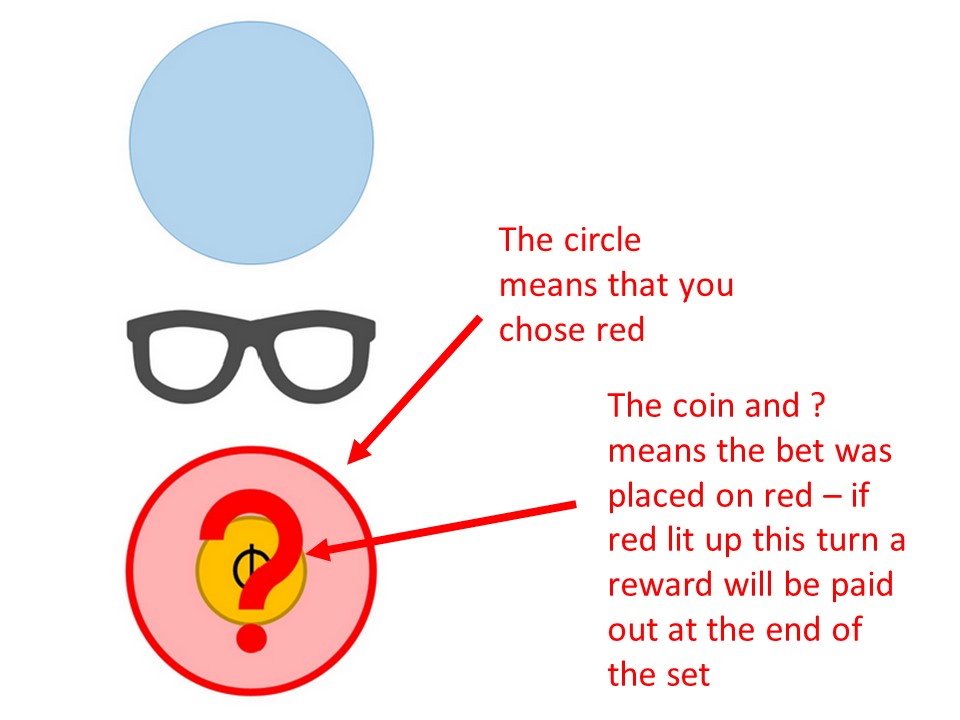 The circle
means that you
chose red
The coin and ?
means the bet was
placed on red – if
red lit up this turn a
reward will be paid
out at the end of
the set
?